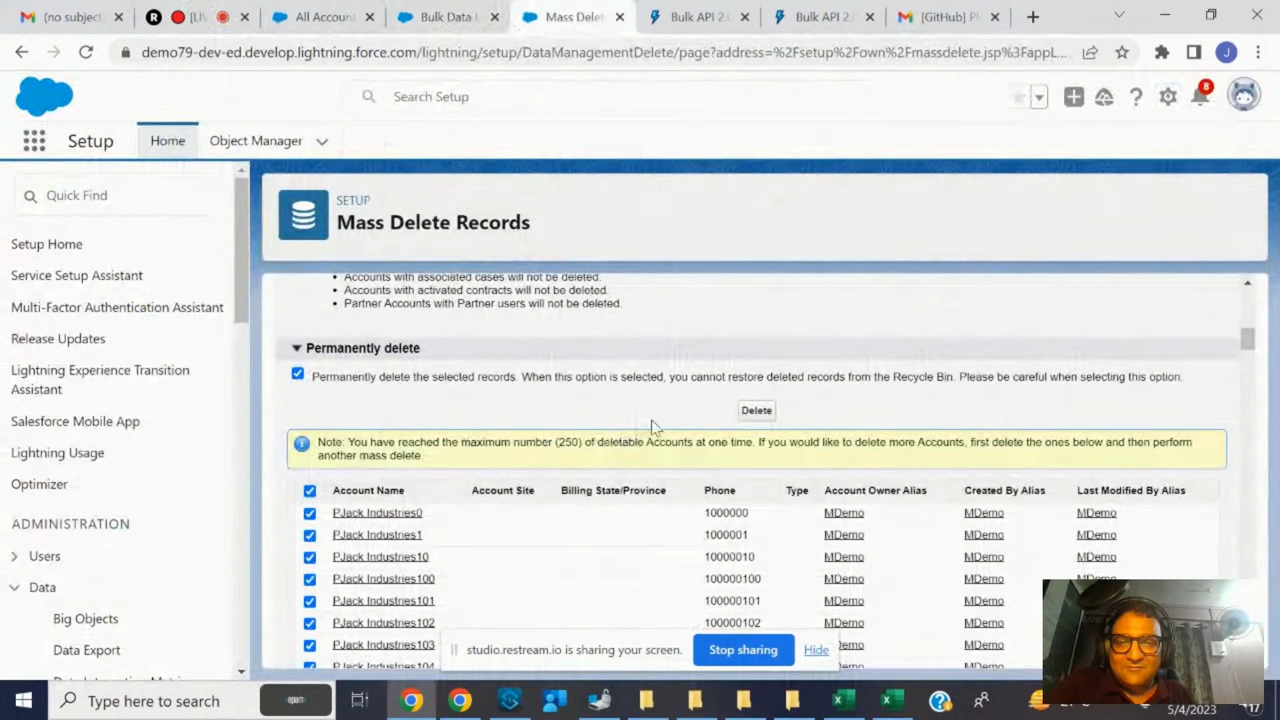 (no subject)
[LIV
All Accoun
Bulk Data L
Mass Delet
Bulk API 2.
Bulk API 2.
[GitHub] Pl
demo79-dev-ed.develop.lightning.force.com/lightning/setup/DataManagementDelete/page?address=%2Fsetup%2Fown%2Fmassdelete.jsp%3FappL...
J
Search Setup
8
Setup
Home
Object Manager
Quick Find
Setup Home
Service Setup Assistant
Multi-Factor Authentication Assistant
Release Updates
Lightning Experience Transition
Assistant
Salesforce Mobile App
Lightning Usage
Optimizer
ADMINISTRATION
Users
Data
Big Objects
Data Export
SETUP
Mass Delete Records
Accounts with associated cases will not be deleted.
Accounts with activated contracts will not be deleted.
Partner Accounts with Partner users will not be deleted.
Permanently delete
Permanently delete the selected records. When this option is selected, you cannot restore deleted records from the Recycle Bin. Please be careful when selecting this option.
Delete
Note: You have reached the maximum number (250) of deletable Accounts at one time. If you would like to delete more Accounts, first delete the ones below and then perform
another mass delete
Account Name Account Site Billing State/Province Phone Type Account Owner Alias Created By Alias Last Modified By Alias
PJack Industries0 1000000 MDemo MDemo MDemo
PJack Industries1 1000001 MDemo MDemo MDemo
PJack Industries10 10000010 MDemo MDemo MDemo
PJack Industries100 100000100 MDemo MDemo MDemo
PJack Industries101 100000101 MDemo MDemo
PJack Industries102 100000102 MDemo MDemo
PJack Industries103 MDemo
PJack Industries104
studio.restream.io is sharing your screen.
Stop sharing
Hide
Type here to search
epam
5/4/2023
17